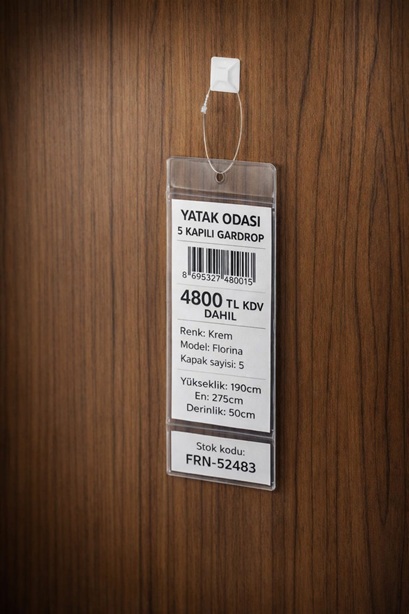 YATAK ODASI
5 KAPILI GARDROP
8 695327 480015
4800 TL KDV
DAHIL
Renk: Krem
Model: Florina
Kapak sayisi: 5
Yükseklik: 190cm
En: 275cm
Derinlik: 50cm
Stok kodu:
FRN-52483